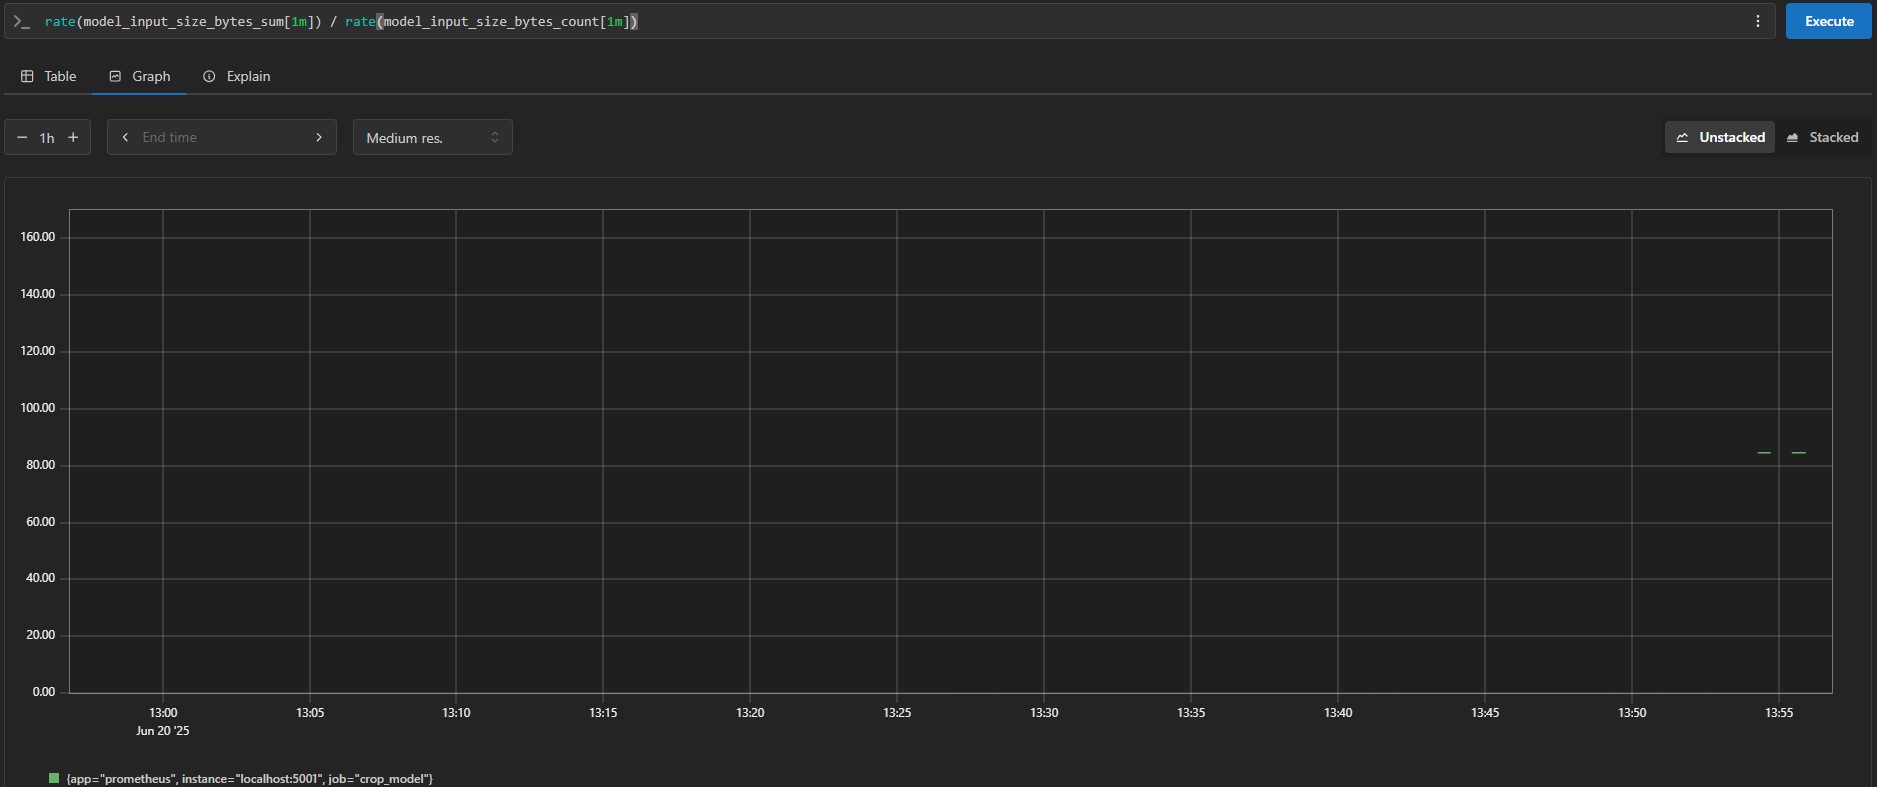 rate(model_input_size_bytes_sum[1m]) / rate(model_input_size_bytes_count[1m])
Execute
Table Graph Explain
1h End time Medium res. Unstacked Stacked
160.00
140.00
120.00
100.00
80.00
60.00
40.00
20.00
0.00
13:00 13:05 13:10 13:15 13:20 13:25 13:30 13:35 13:40 13:45 13:50 13:55
Jun 20 '25
{app="prometheus", instance="localhost:5001", job="crop_model"}